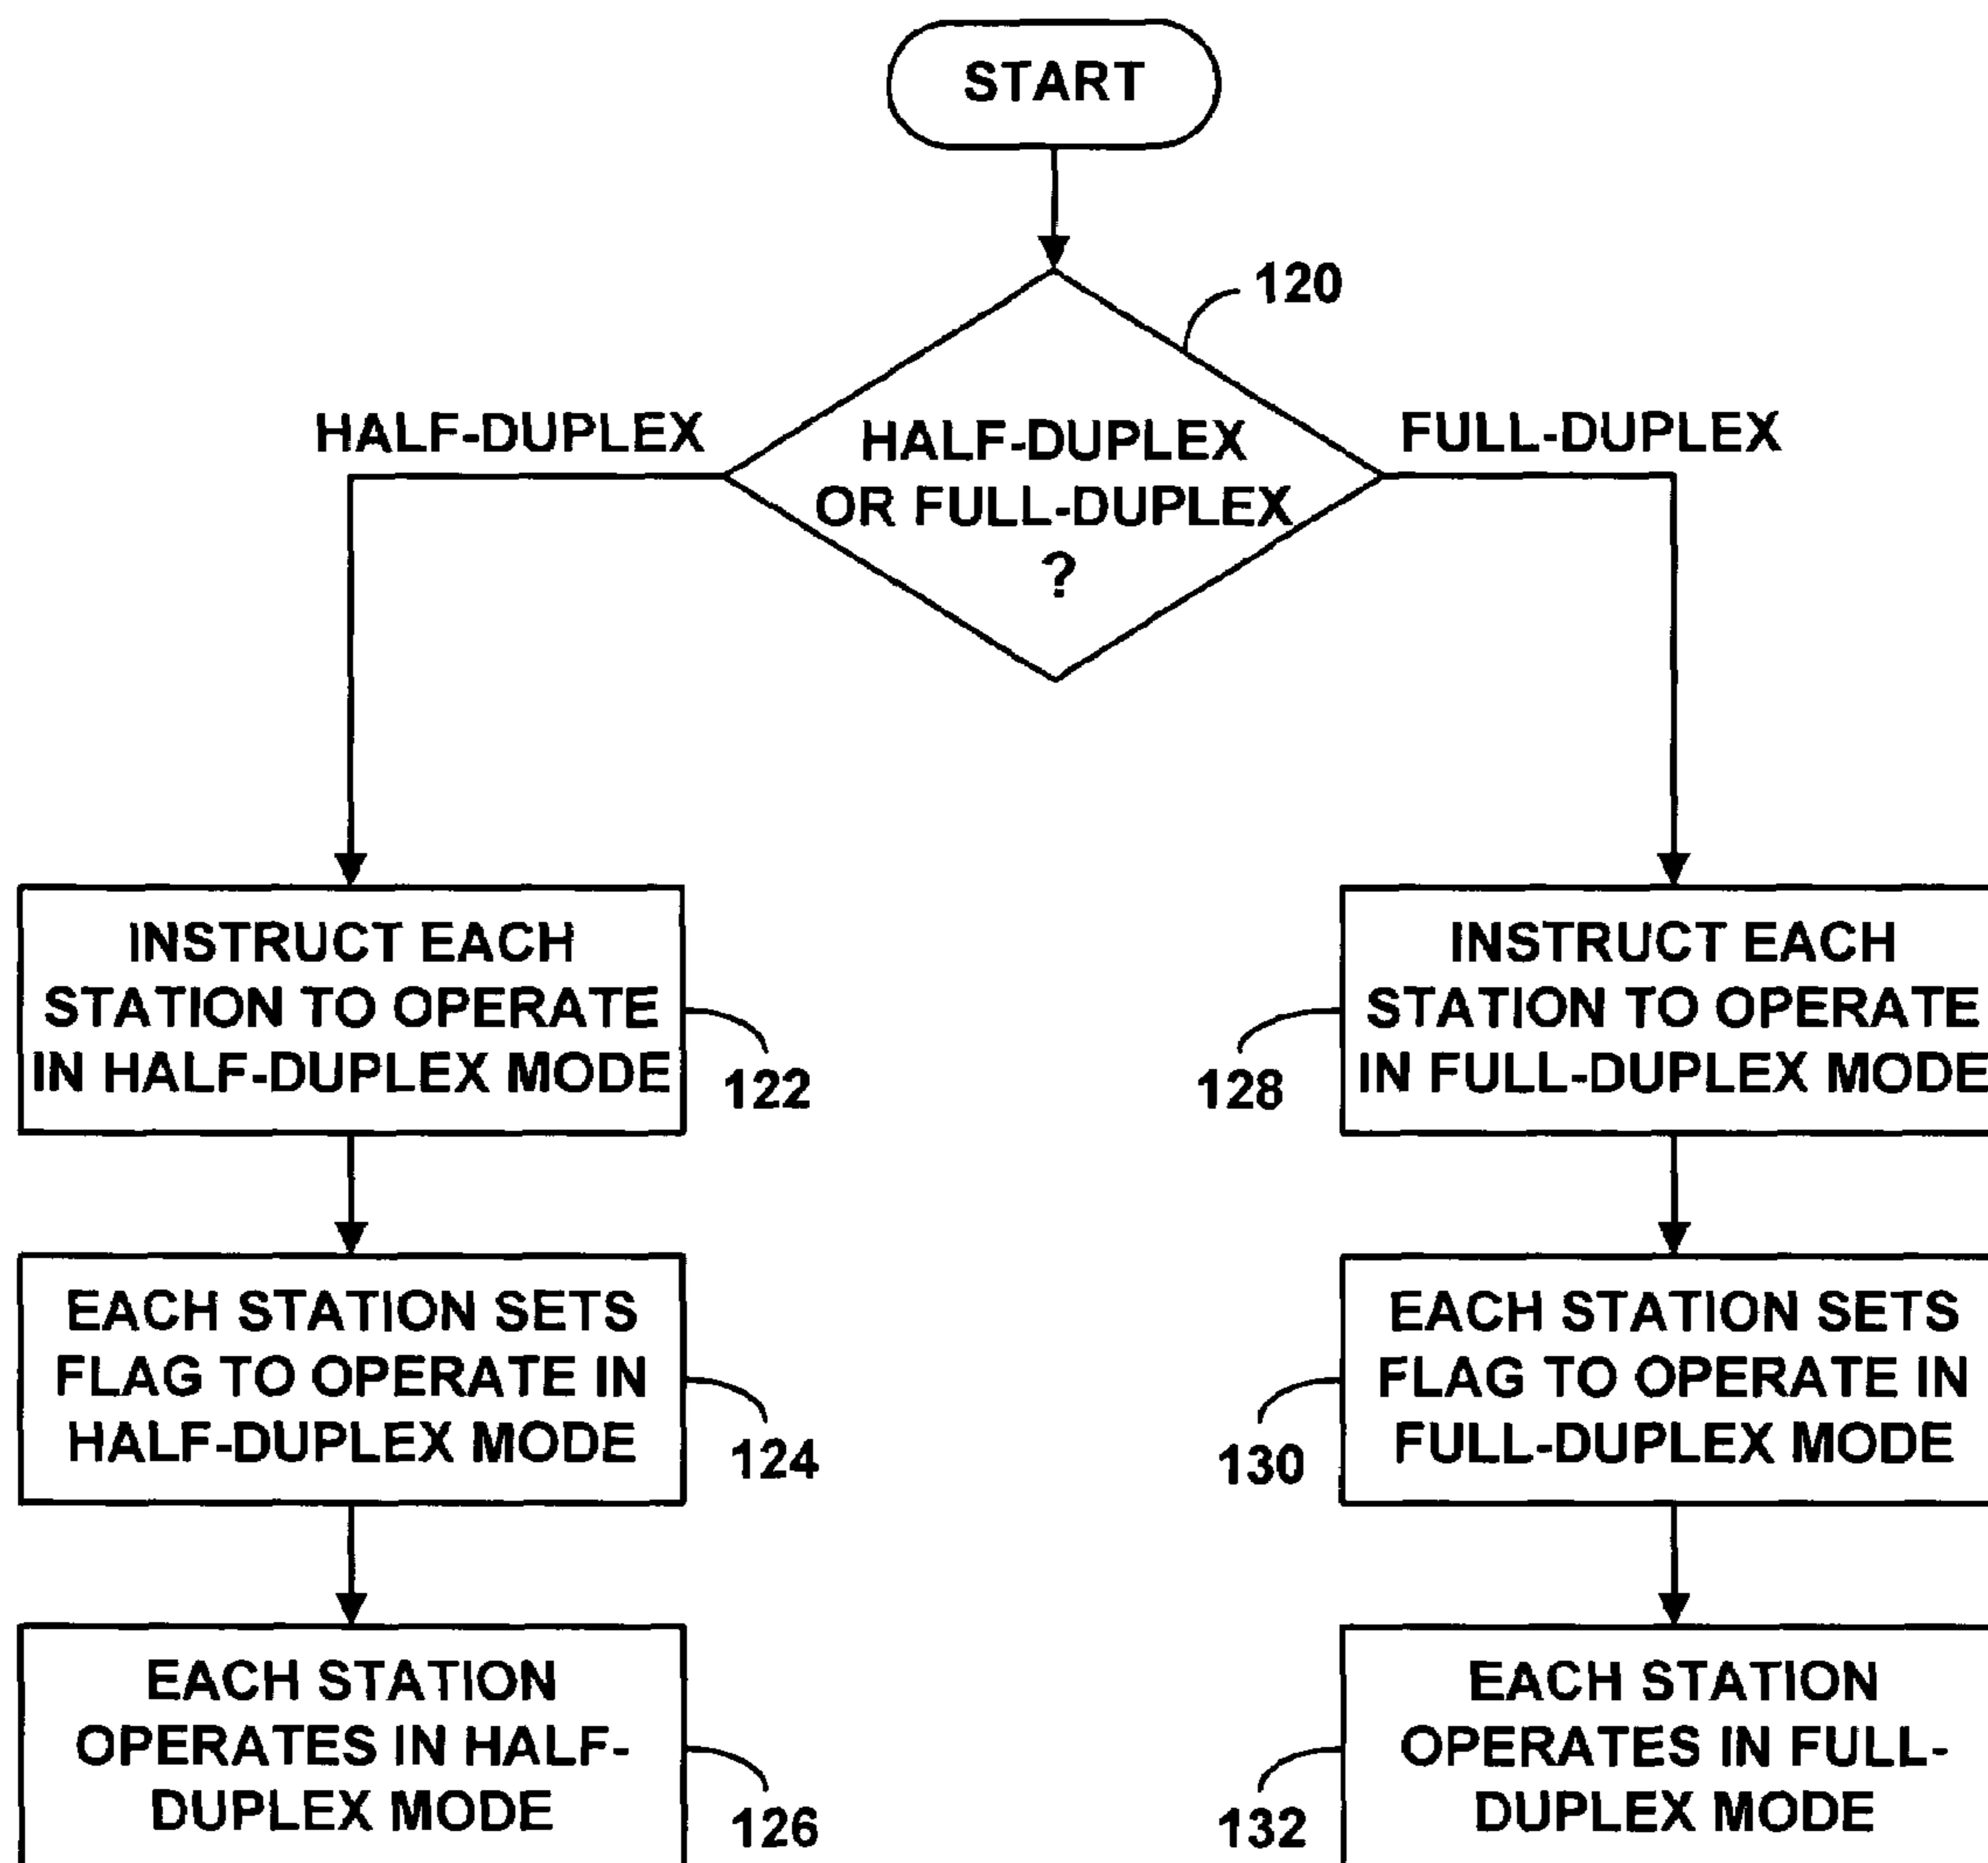 START
120
HALF-DUPLEX
HALF-DUPLEX
OR FULL-DUPLEX
?
FULL-DUPLEX
INSTRUCT EACH
STATION TO OPERATE
IN HALF-DUPLEX MODE
122
EACH STATION SETS
FLAG TO OPERATE IN
HALF-DUPLEX MODE
124
EACH STATION
OPERATES IN HALF-
DUPLEX MODE
126
INSTRUCT EACH
STATION TO OPERATE
IN FULL-DUPLEX MODE
128
EACH STATION SETS
FLAG TO OPERATE IN
FULL-DUPLEX MODE
130
EACH STATION
OPERATES IN FULL-
DUPLEX MODE
132